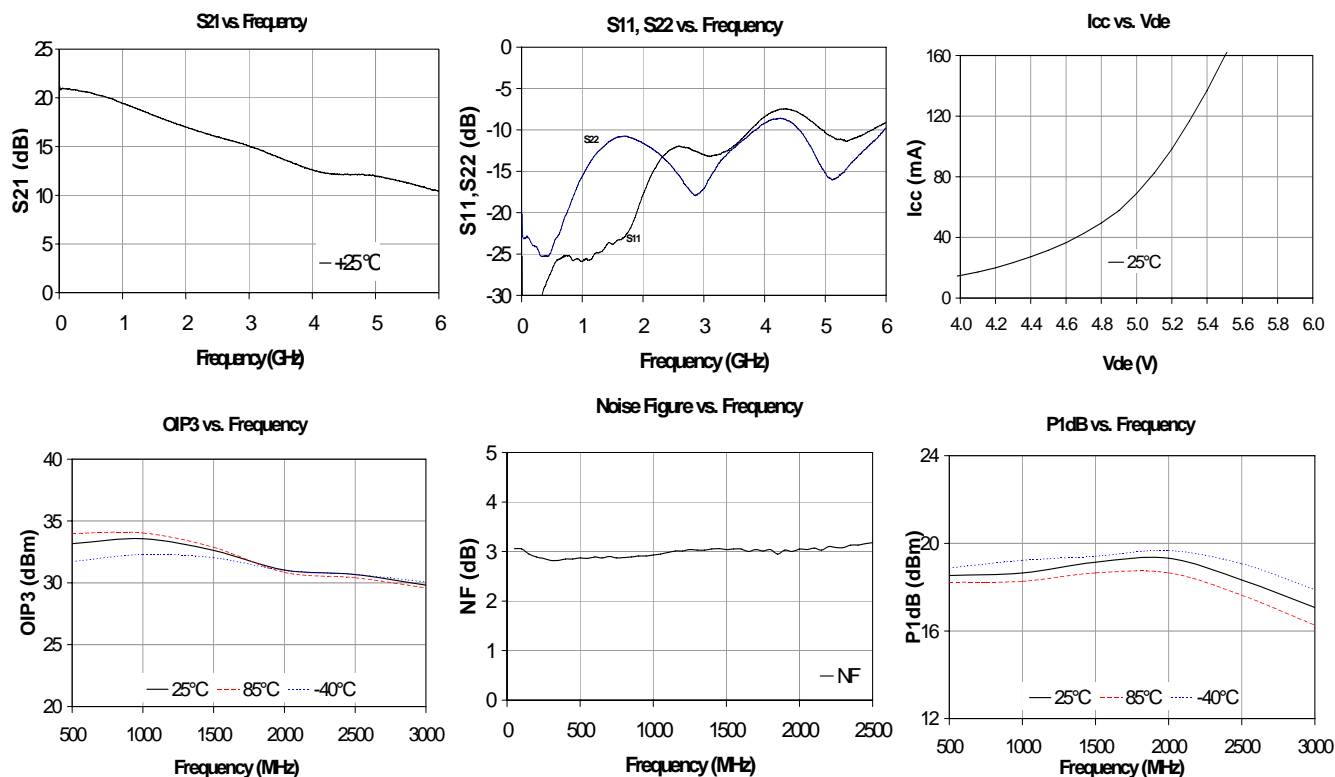 S21 vs. Frequency
25
20
15
10
5
0
S21 (dB)
+25°C
0 1 2 3 4 5 6
Frequency (GHz)
S11, S22 vs. Frequency
0
-5
-10
-15
-20
-25
-30
S11,S22 (dB)
S22
S11
0 1 2 3 4 5 6
Frequency (GHz)
Icc vs. Vde
160
120
80
40
0
Icc (mA)
25°C
4.0 4.2 4.4 4.6 4.8 5.0 5.2 5.4 5.6 5.8 6.0
Vde (V)
OIP3 vs. Frequency
40
35
30
25
20
OIP3 (dBm)
25°C 85°C -40°C
500 1000 1500 2000 2500 3000
Frequency (MHz)
Noise Figure vs. Frequency
5
4
3
2
1
0
NF (dB)
NF
0 500 1000 1500 2000 2500
Frequency (MHz)
P1dB vs. Frequency
24
20
16
12
P1dB (dBm)
25°C 85°C -40°C
500 1000 1500 2000 2500 3000
Frequency (MHz)